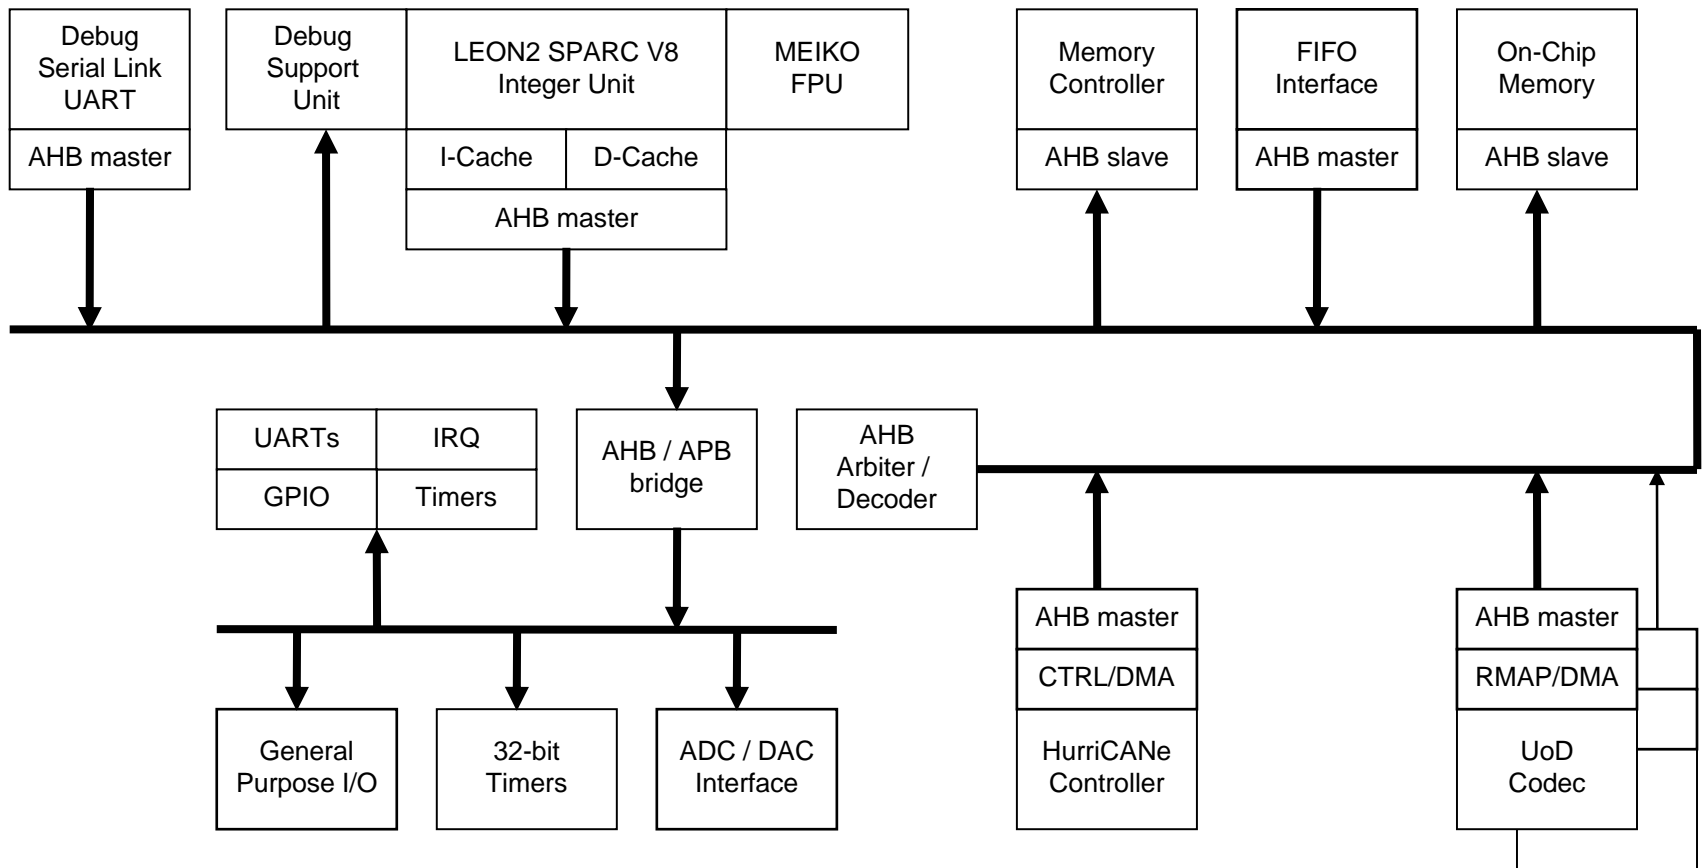 Debug
Serial Link
UART
AHB master
Debug
Support
Unit
LEON2 SPARC V8
Integer Unit
MEIKO
FPU
I-Cache
D-Cache
AHB master
Memory
Controller
AHB slave
FIFO
Interface
AHB master
On-Chip
Memory
AHB slave
UARTs
IRQ
GPIO
Timers
AHB / APB
bridge
AHB
Arbiter /
Decoder
General
Purpose I/O
32-bit
Timers
ADC / DAC
Interface
AHB master
CTRL/DMA
HurriCANe
Controller
AHB master
RMAP/DMA
UoD
Codec